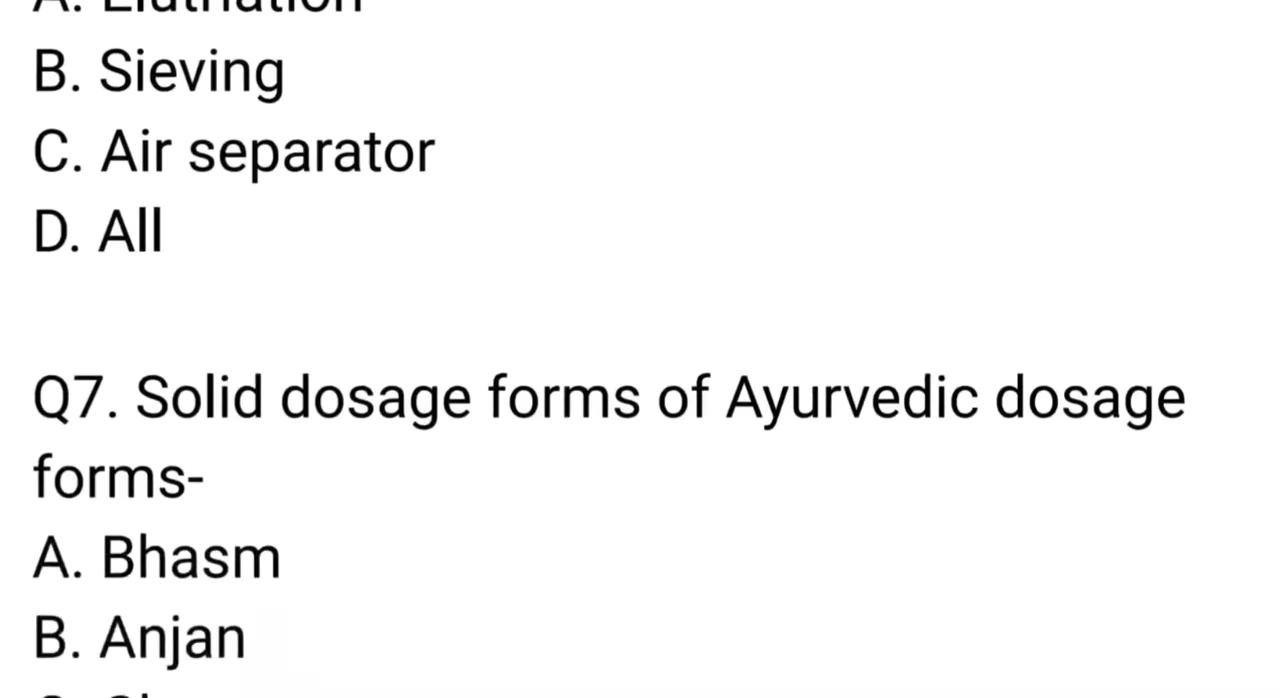 B. Sieving
C. Air separator
D. All
Q7. Solid dosage forms of Ayurvedic dosage
forms-
A. Bhasm
B. Anjan